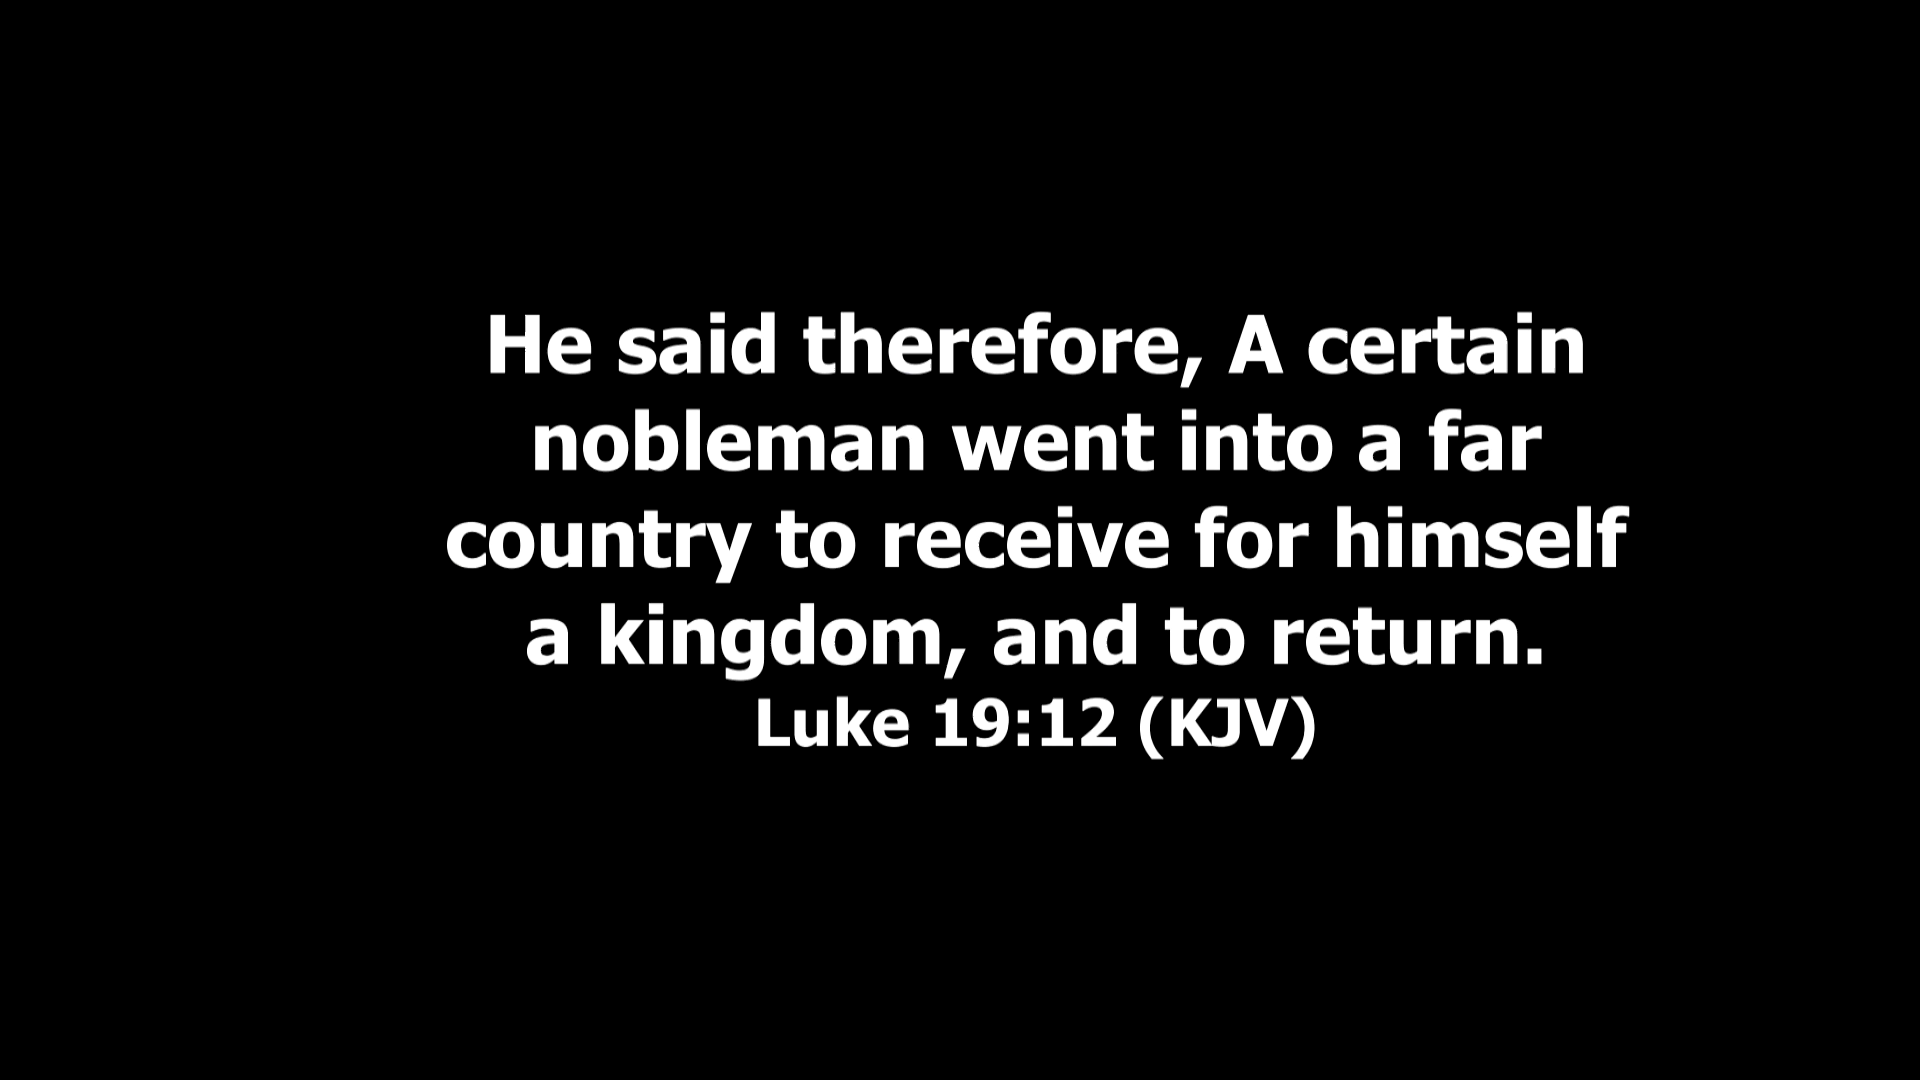 He said therefore, A certain
nobleman went into a far
country to receive for himself
a kingdom, and to return.
Luke 19:12 (KJV)